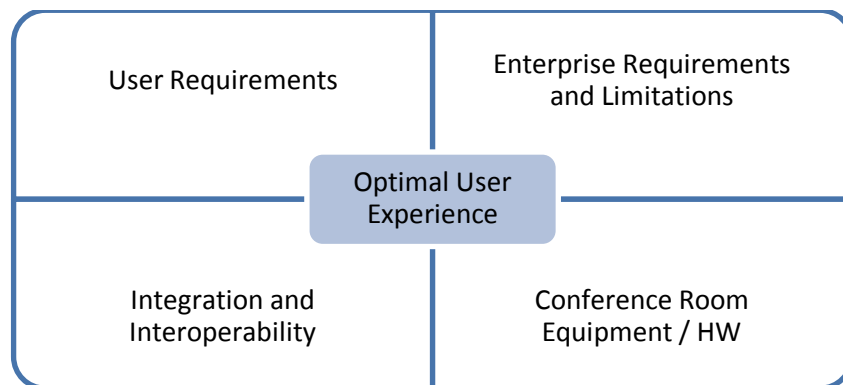 User Requirements
Enterprise Requirements
and Limitations
Optimal User
Experience
Integration and
Interoperability
Conference Room
Equipment / HW